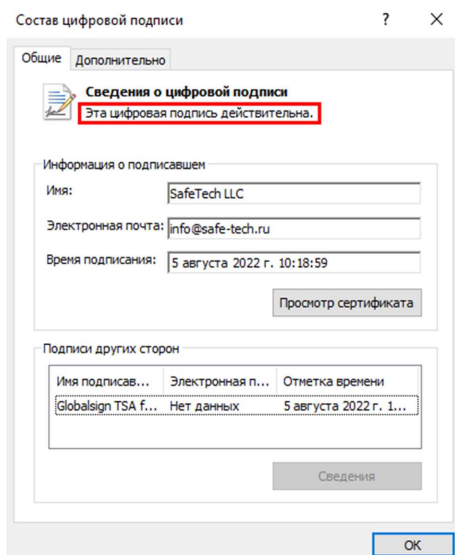 Состав цифровой подписи
Общие Дополнительно
Сведения о цифровой подписи
Эта цифровая подпись действительна.
Информация о подписавшем
Имя: SafeTech LLC
Электронная почта: info@safe-tech.ru
Время подписания: 5 августа 2022 г. 10:18:59
Просмотр сертификата
Подписи других сторон
Имя подписав... Электронная п... Отметка времени
Globalsign TSA f... Нет данных 5 августа 2022 г. 1...
Сведения
ОК